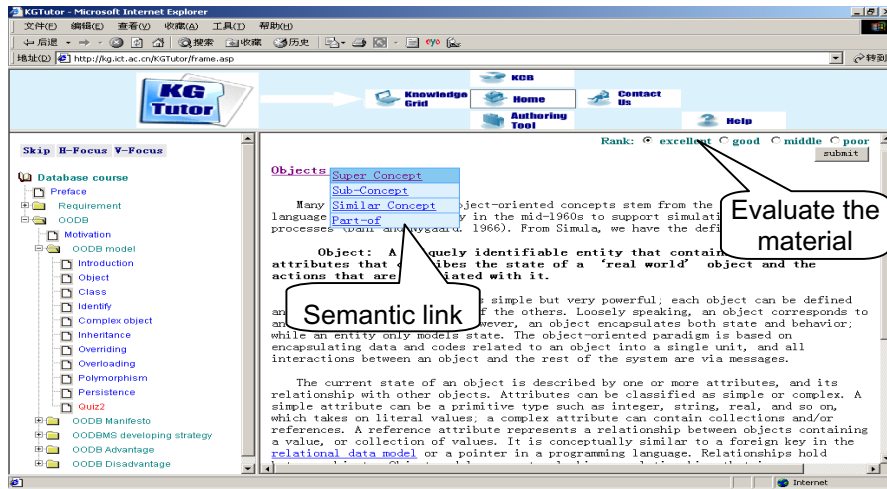 KGTutor - Microsoft Internet Explorer
文件(F) 编辑(E) 查看(V) 收藏(A) 工具(T) 帮助(H)
后退 搜索 收藏 历史
地址(D) http://kg.ict.ac.cn/KGTutor/frame.asp 转到
KG Tutor
KCB
Knowledge Grid
Home
Contact Us
Authoring Tool
Help
Skip H-Focus V-Focus
Database course
Preface
Requirement
OODB
Motivation
OODB model
Introduction
Object
Class
Identify
Complex object
Inheritance
Overriding
Overloading
Polymorphism
Persistence
Quiz2
OODB Manifesto
OODBMS developing strategy
OODB Advantage
OODB Disadvantage
Rank: excellent good middle poor
submit
Objects
Super Concept
Sub-Concept
Similar Concept
Part-of
Many ject-oriented concepts stem from the
language y in the mid-1960s to support simulati
processes (Dahl and Nygaard. 1966). From Simula, we have the defi
Object: A quely identifiable entity that contain
attributes that ribes the state of a ‘real world’ object and the
actions that are iated with it.
s simple but very powerful; each object can be defined
an f the others. Loosely speaking, an object corresponds to
an wever, an object encapsulates both state and behavior;
while an entity only models state. The object-oriented paradigm is based on
encapsulating data and codes related to an object into a single unit, and all
interactions between an object and the rest of the system are via messages.
The current state of an object is described by one or more attributes, and its
relationship with other objects. Attributes can be classified as simple or complex. A
simple attribute can be a primitive type such as integer, string, real, and so on,
which takes on literal values; a complex attribute can contain collections and/or
references. A reference attribute represents a relationship between objects containing
a value, or collection of values. It is conceptually similar to a foreign key in the
relational data model or a pointer in a programming language. Relationships hold
Evaluate the
material
Semantic link
Internet